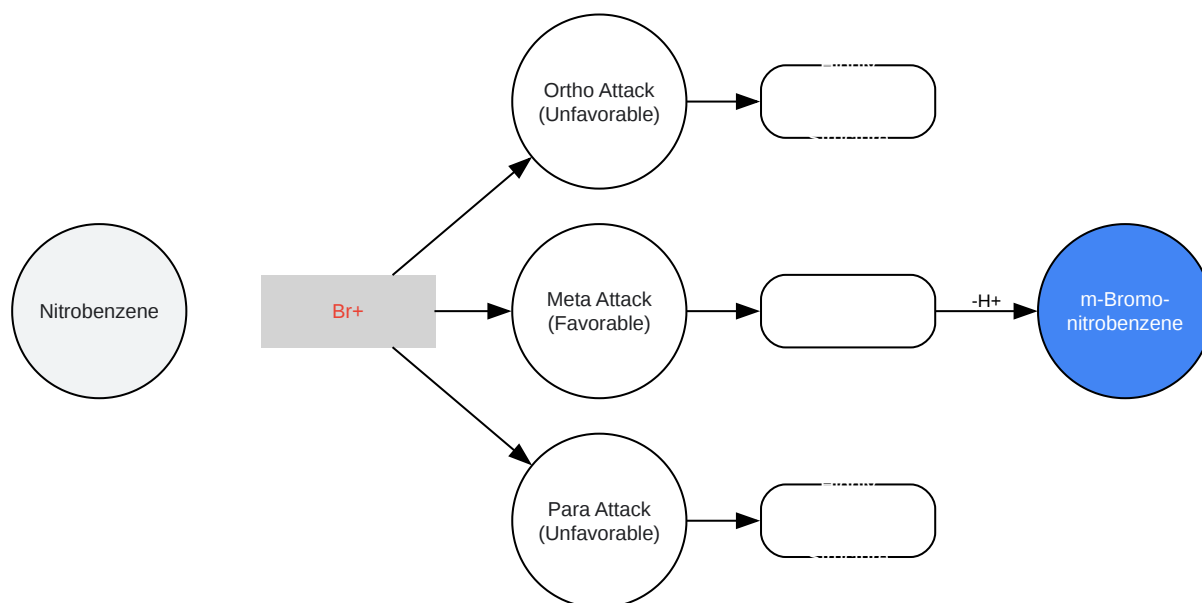 Ortho Attack
(Unfavorable)
Nitrobenzene
Br+
Meta Attack
(Favorable)
-H+
m-Bromo-
nitrobenzene
Para Attack
(Unfavorable)